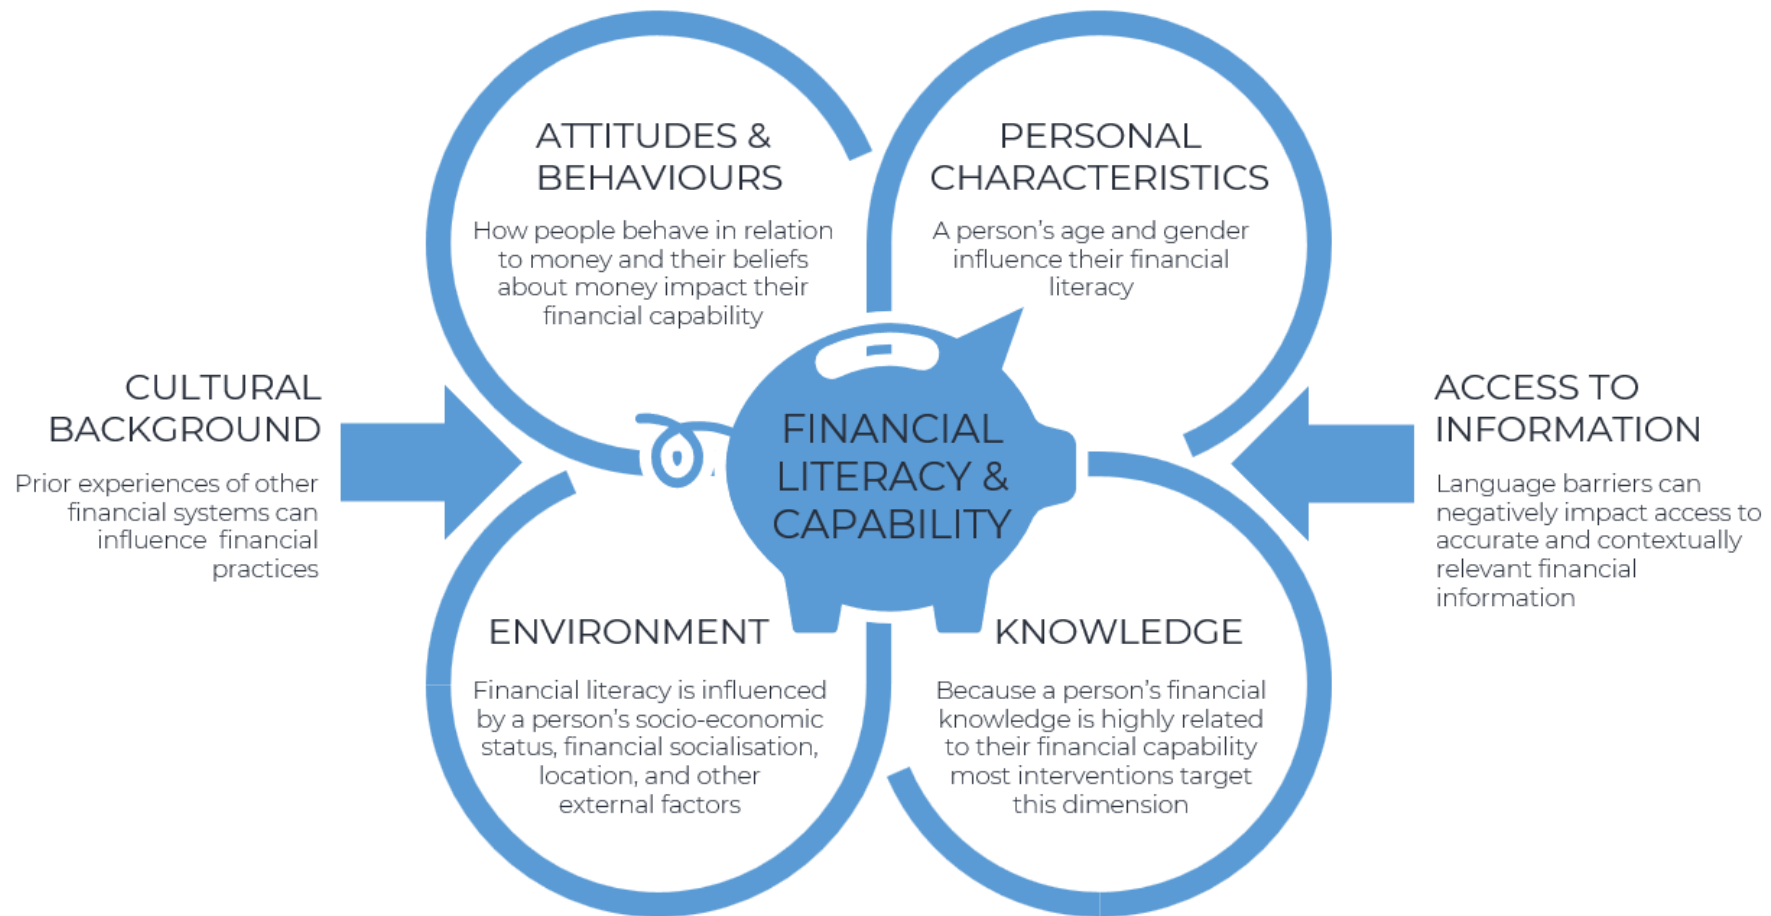 ATTITUDES &
BEHAVIOURS
How people behave in relation
to money and their beliefs
about money impact their
financial capability
PERSONAL
CHARACTERISTICS
A person's age and gender
influence their financial
literacy
CULTURAL
BACKGROUND
Prior experiences of other
financial systems can
influence financial
practices
FINANCIAL
LITERACY &
CAPABILITY
ACCESS TO
INFORMATION
Language barriers can
negatively impact access to
accurate and contextually
relevant financial
information
ENVIRONMENT
Financial literacy is influenced
by a person's socio-economic
status, financial socialisation,
location, and other
external factors
KNOWLEDGE
Because a person's financial
knowledge is highly related
to their financial capability
most interventions target
this dimension